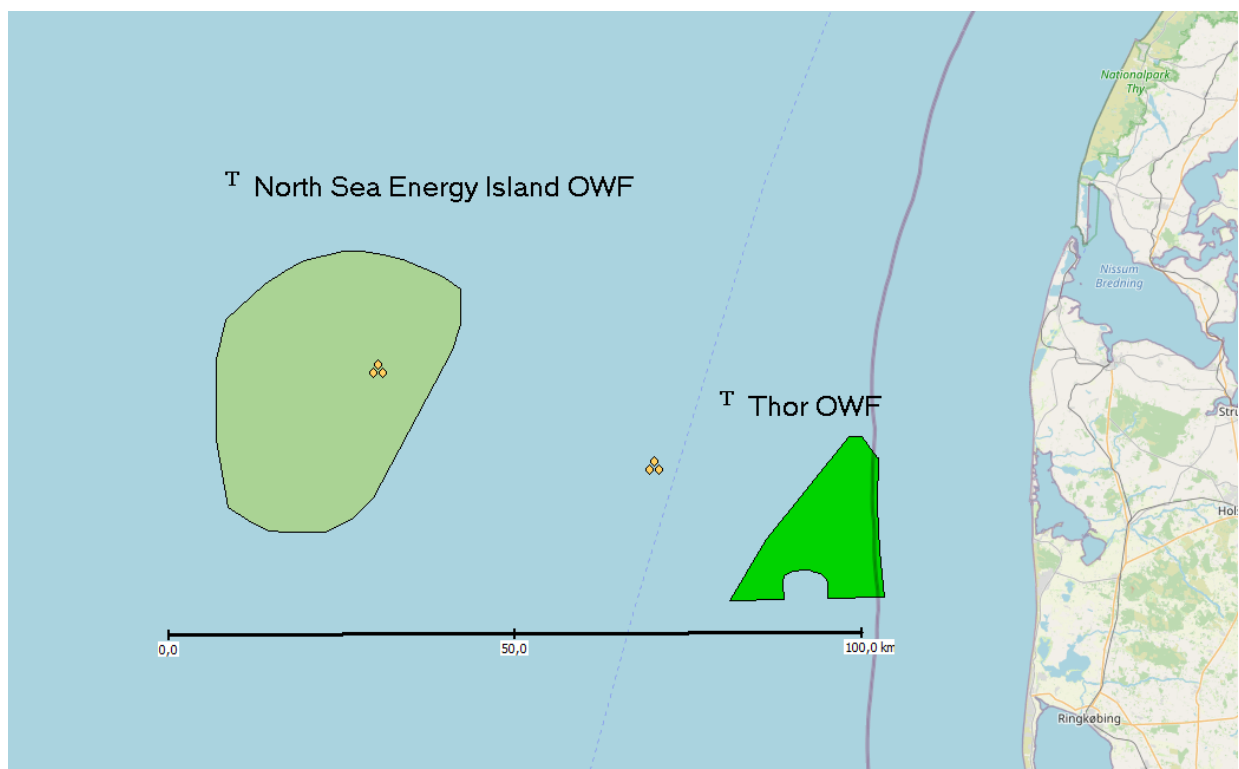 Nationalpark
Thy
T North Sea Energy Island OWF
Nissum
Bredning
T Thor OWF
Stru
Hols
0,0
50,0
100,0 km
Ringkøbing